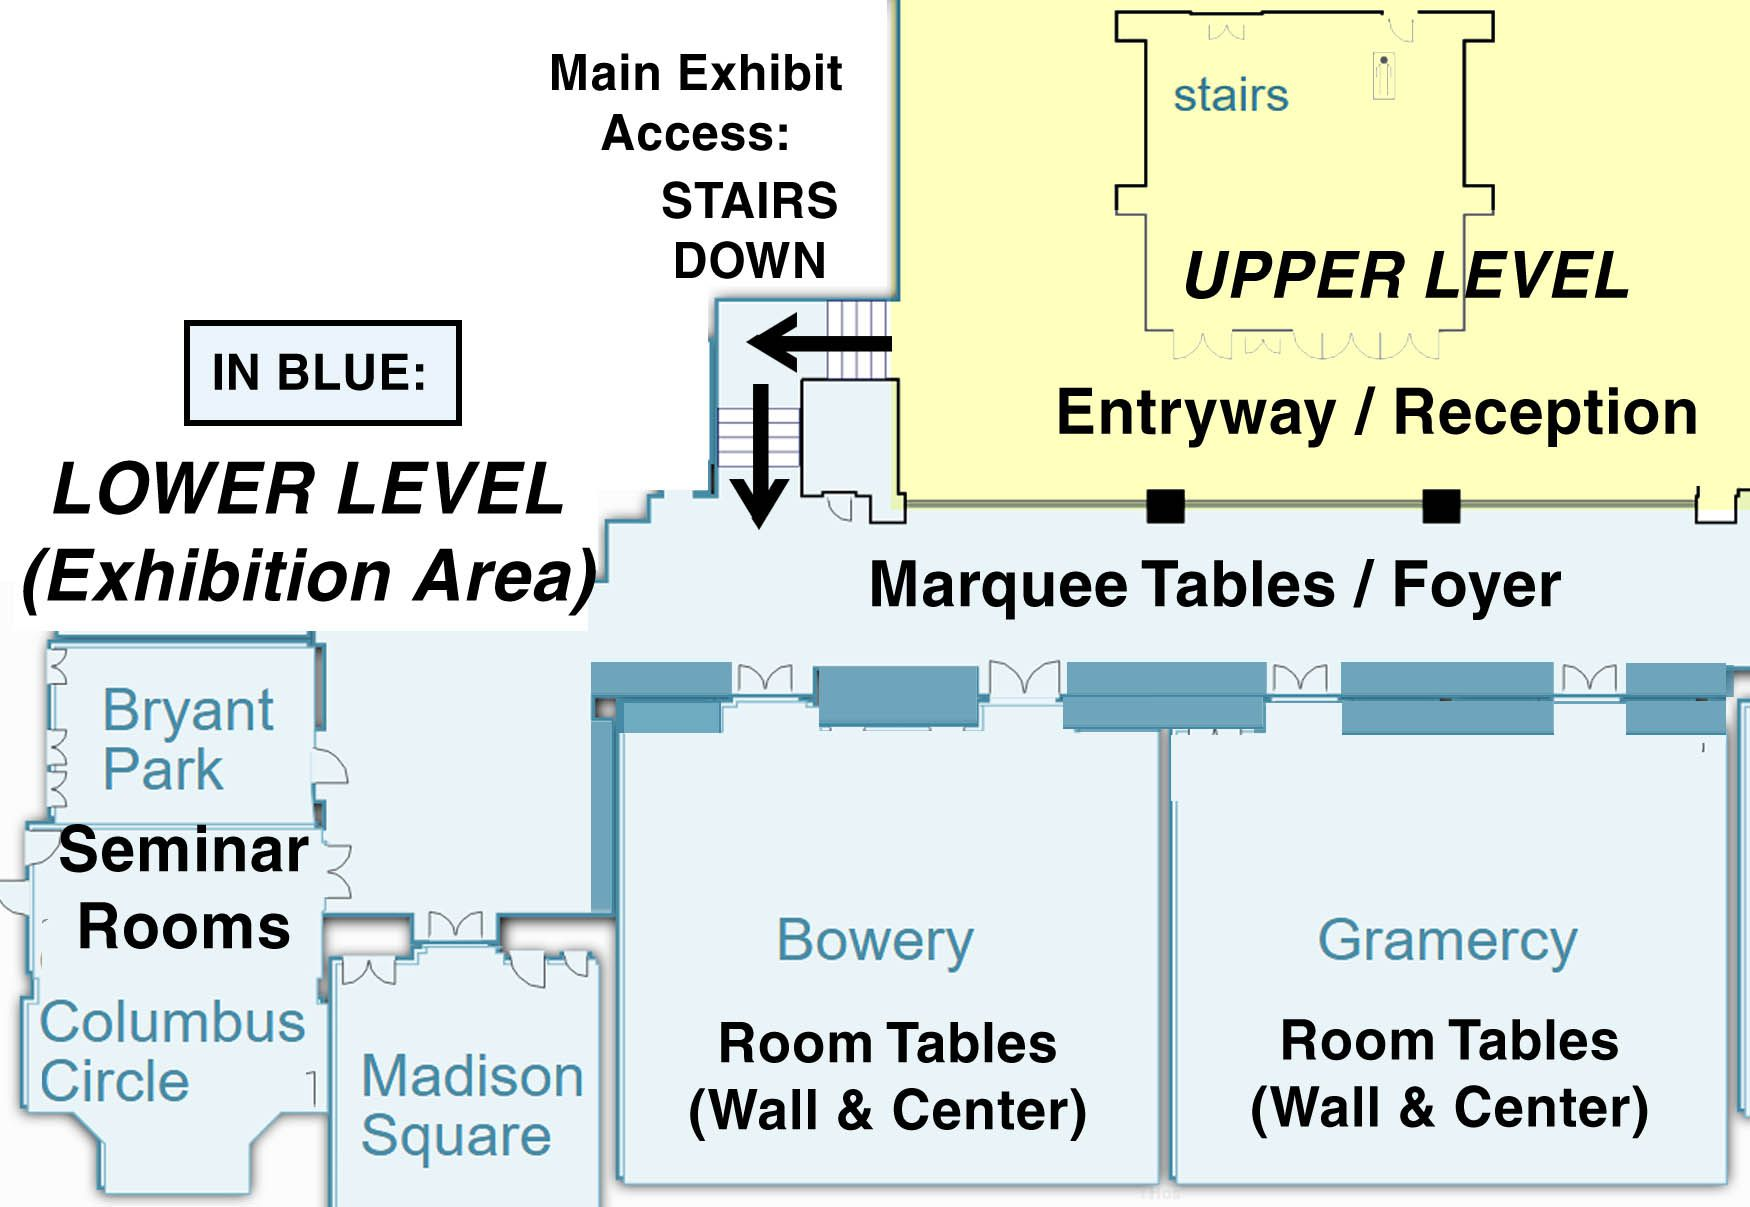 Main Exhibit
Access:
STAIRS
DOWN
stairs
UPPER LEVEL
Entryway / Reception
IN BLUE:
LOWER LEVEL
(Exhibition Area)
Marquee Tables / Foyer
Bryant
Park
Seminar
Rooms
Columbus
Circle
Madison
Square
Bowery
Room Tables
(Wall & Center)
Gramercy
Room Tables
(Wall & Center)